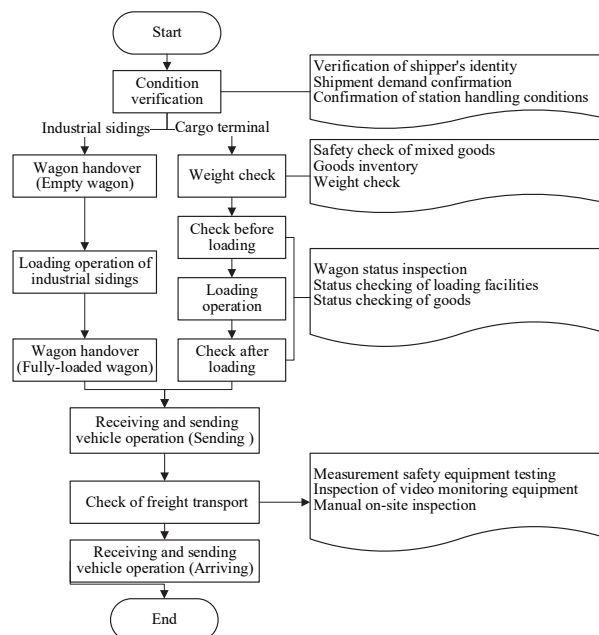 Start
Condition
verification
Verification of shipper's identity
Shipment demand confirmation
Confirmation of station handling conditions
Industrial sidings
Cargo terminal
Wagon handover
(Empty wagon)
Weight check
Safety check of mixed goods
Goods inventory
Weight check
Check before
loading
Loading operation of
industrial sidings
Loading
operation
Wagon status inspection
Status checking of loading facilities
Status checking of goods
Wagon handover
(Fully-loaded wagon)
Check after
loading
Receiving and sending
vehicle operation (Sending )
Check of freight transport
Measurement safety equipment testing
Inspection of video monitoring equipment
Manual on-site inspection
Receiving and sending
vehicle operation (Arriving)
End